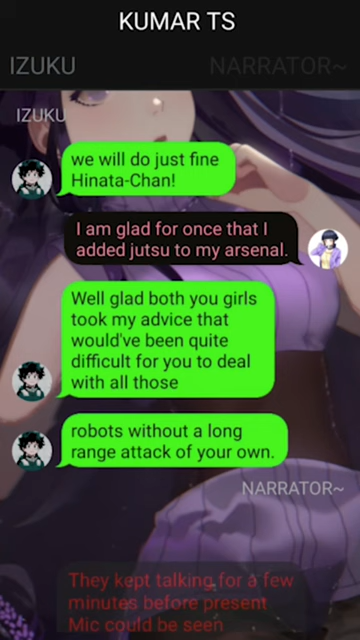 KUMAR TS
IZUKU
NARRATOR~
IZUKU
we will do just fine
Hinata-Chan!
I am glad for once that I
added jutsu to my arsenal.
Well glad both you girls
took my advice that
would've been quite
difficult for you to deal
with all those
robots without a long
range attack of your own.
NARRATOR~
They kept talking for a few
minutes before present
Mic could be seen